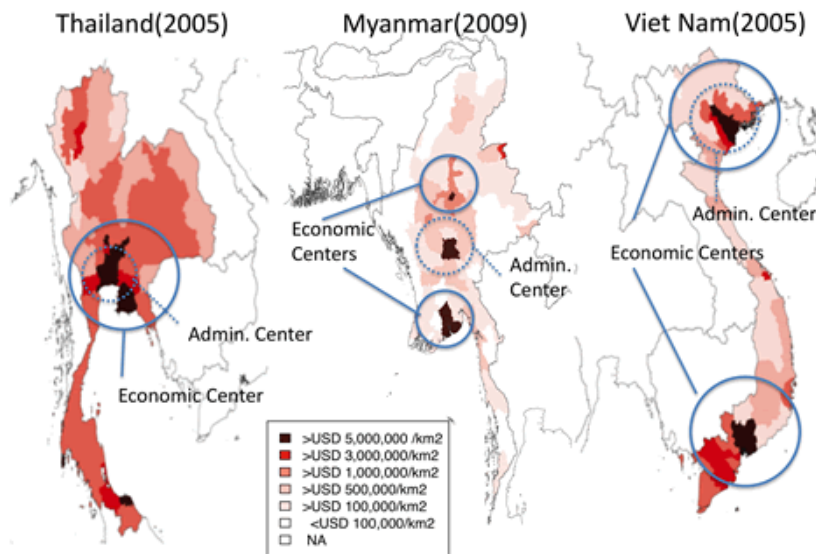 Thailand(2005)
Myanmar(2009)
Viet Nam(2005)
Economic
Centers
Admin.
Center
Admin. Center
Economic Centers
Admin. Center
Economic Center
>USD 5,000,000 /km2
>USD 3,000,000/km2
>USD 1,000,000/km2
>USD 500,000/km2
>USD 100,000/km2
<USD 100,000/km2
NA